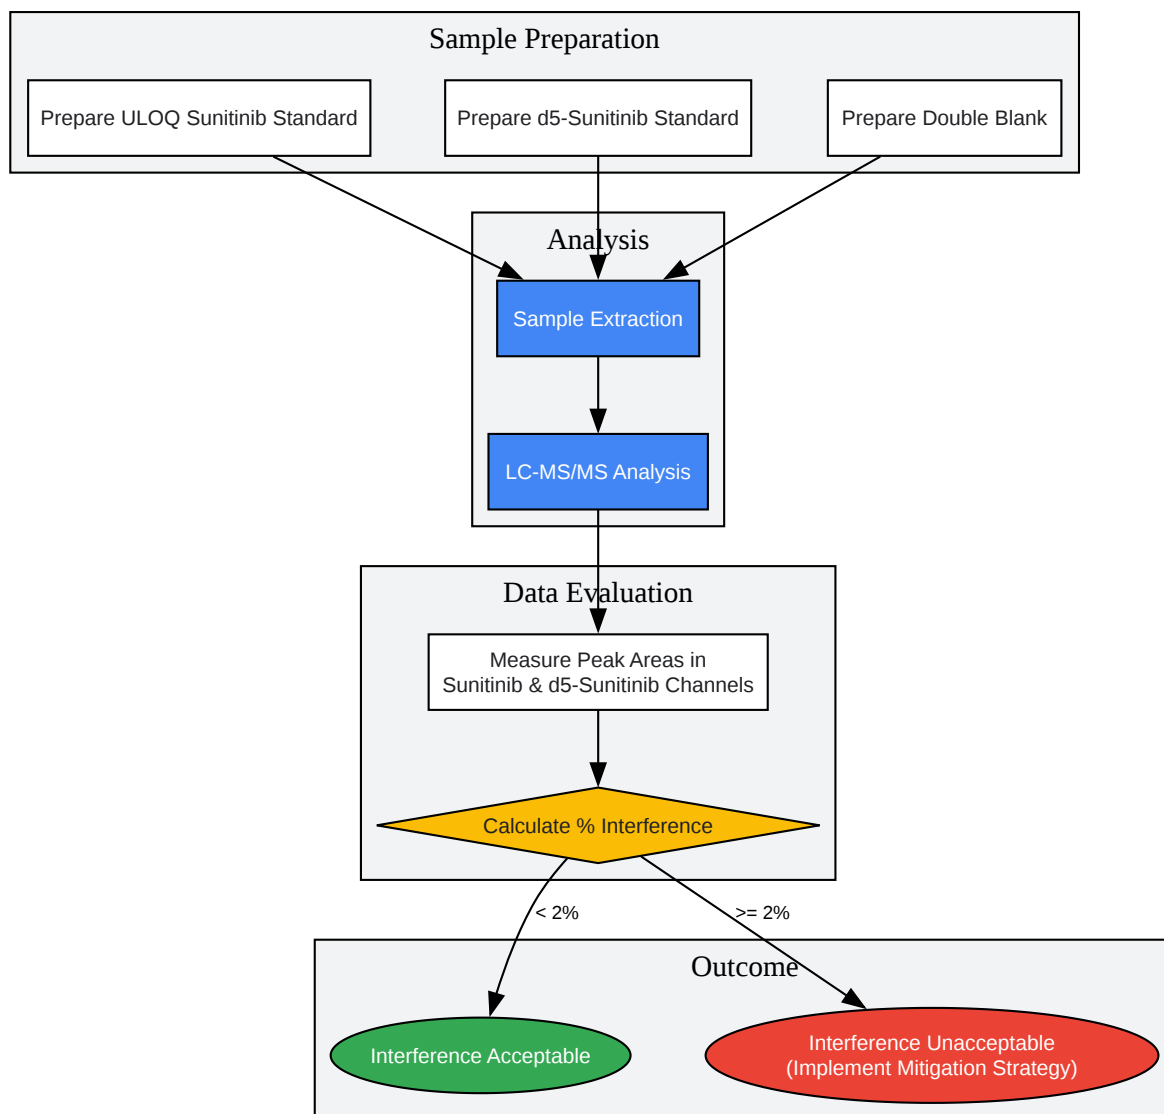 Sample Preparation
Prepare ULOQ Sunitinib Standard
Prepare d5-Sunitinib Standard
Prepare Double Blank
Analysis
Sample Extraction
LC-MS/MS Analysis
Data Evaluation
Measure Peak Areas in
Sunitinib & d5-Sunitinib Channels
Calculate % Interference
< 2%
>= 2%
Outcome
Interference Acceptable
Interference Unacceptable
(Implement Mitigation Strategy)